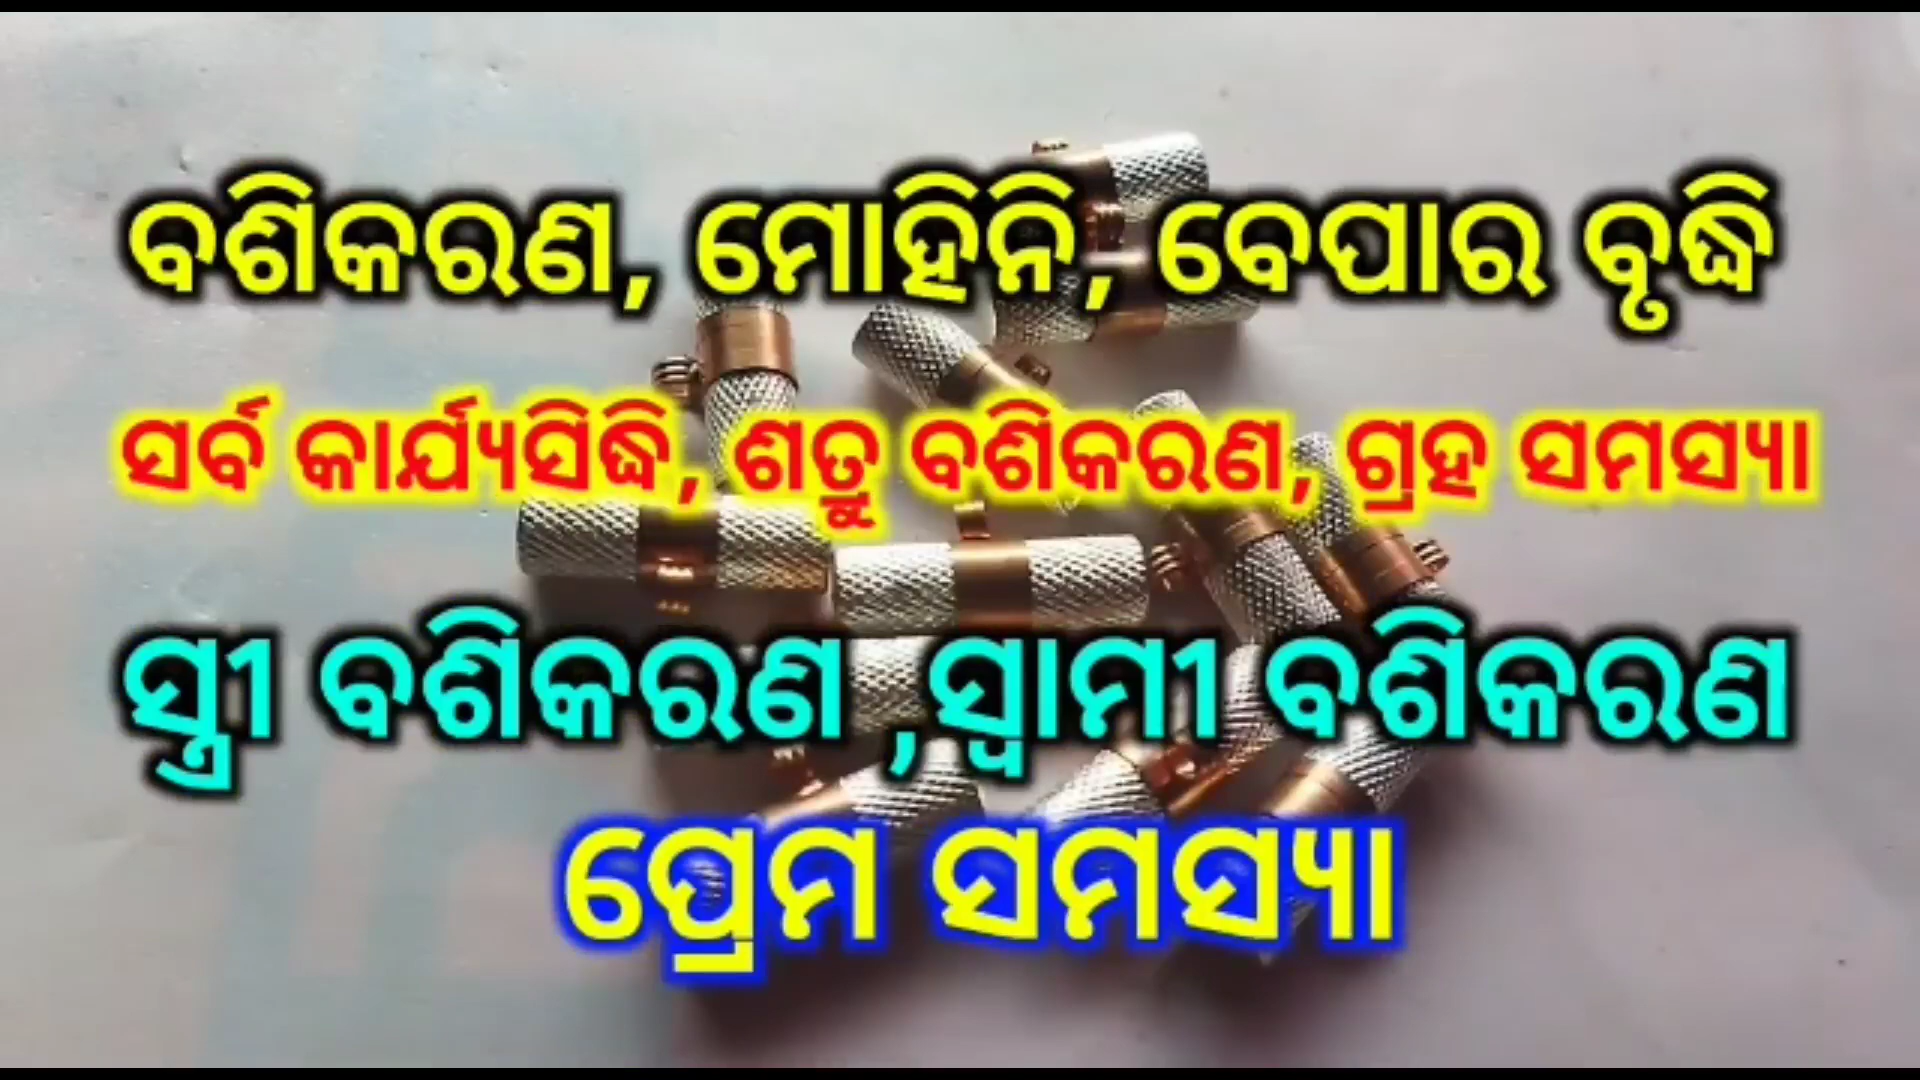 ବଶିକରଣ, ମୋହିନି, ବେପାର ବୃଦ୍ଧି
ସର୍ବ କାର୍ଯ୍ୟସିଦ୍ଧି, ଶତ୍ରୁ ବଶିକରଣ, ଗ୍ରହ ସମସ୍ୟା
ସ୍ତ୍ରୀ ବଶିକରଣ ,ସ୍ୱାମୀ ବଶିକରଣ
ପ୍ରେମ ସମସ୍ୟା